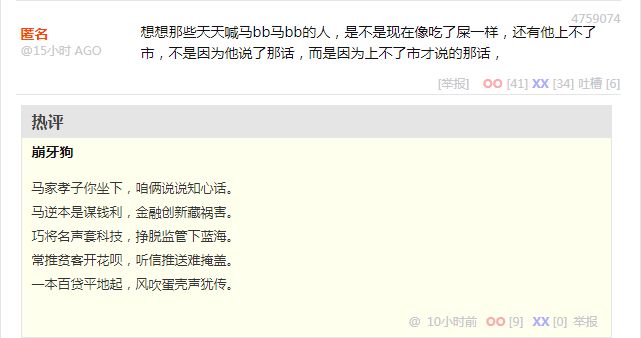 4759074
匿名
@15小时 AGO
想想那些天天喊马bb马bb的人，是不是现在像吃了屎一样，还有他上不了
市，不是因为他说了那话，而是因为上不了市才说的那话，
[举报] OO [41] XX [34] 吐槽 [6]
热评
崩牙狗
马家孝子你坐下，咱俩说说知心话。
马逆本是谋钱利，金融创新藏祸害。
巧将名声套科技，挣脱监管下蓝海。
常推贫客开花呗，听信推送难掩盖。
一本百贷平地起，风吹蛋壳声犹传。
@ 10小时前 OO [9] XX [0] 举报